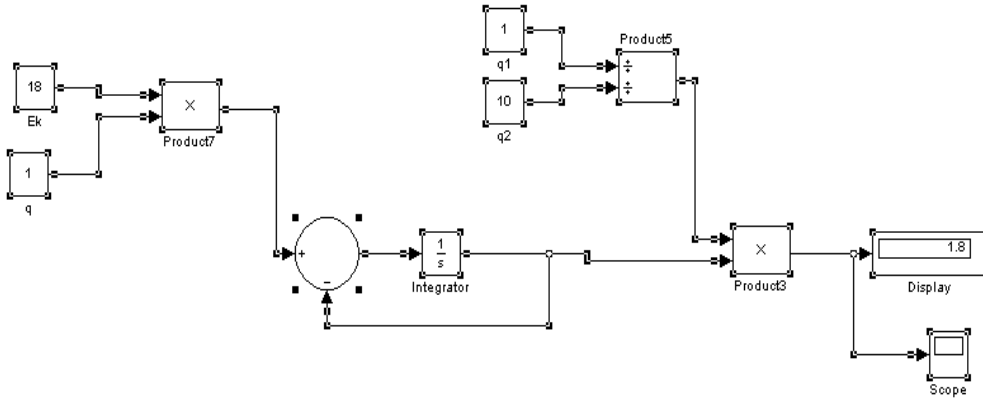 1
q1
Product5
÷
÷
10
q2
18
Ek
×
Product7
1
q
+
−
1
s
Integrator
×
Product3
1.8
Display
Scope